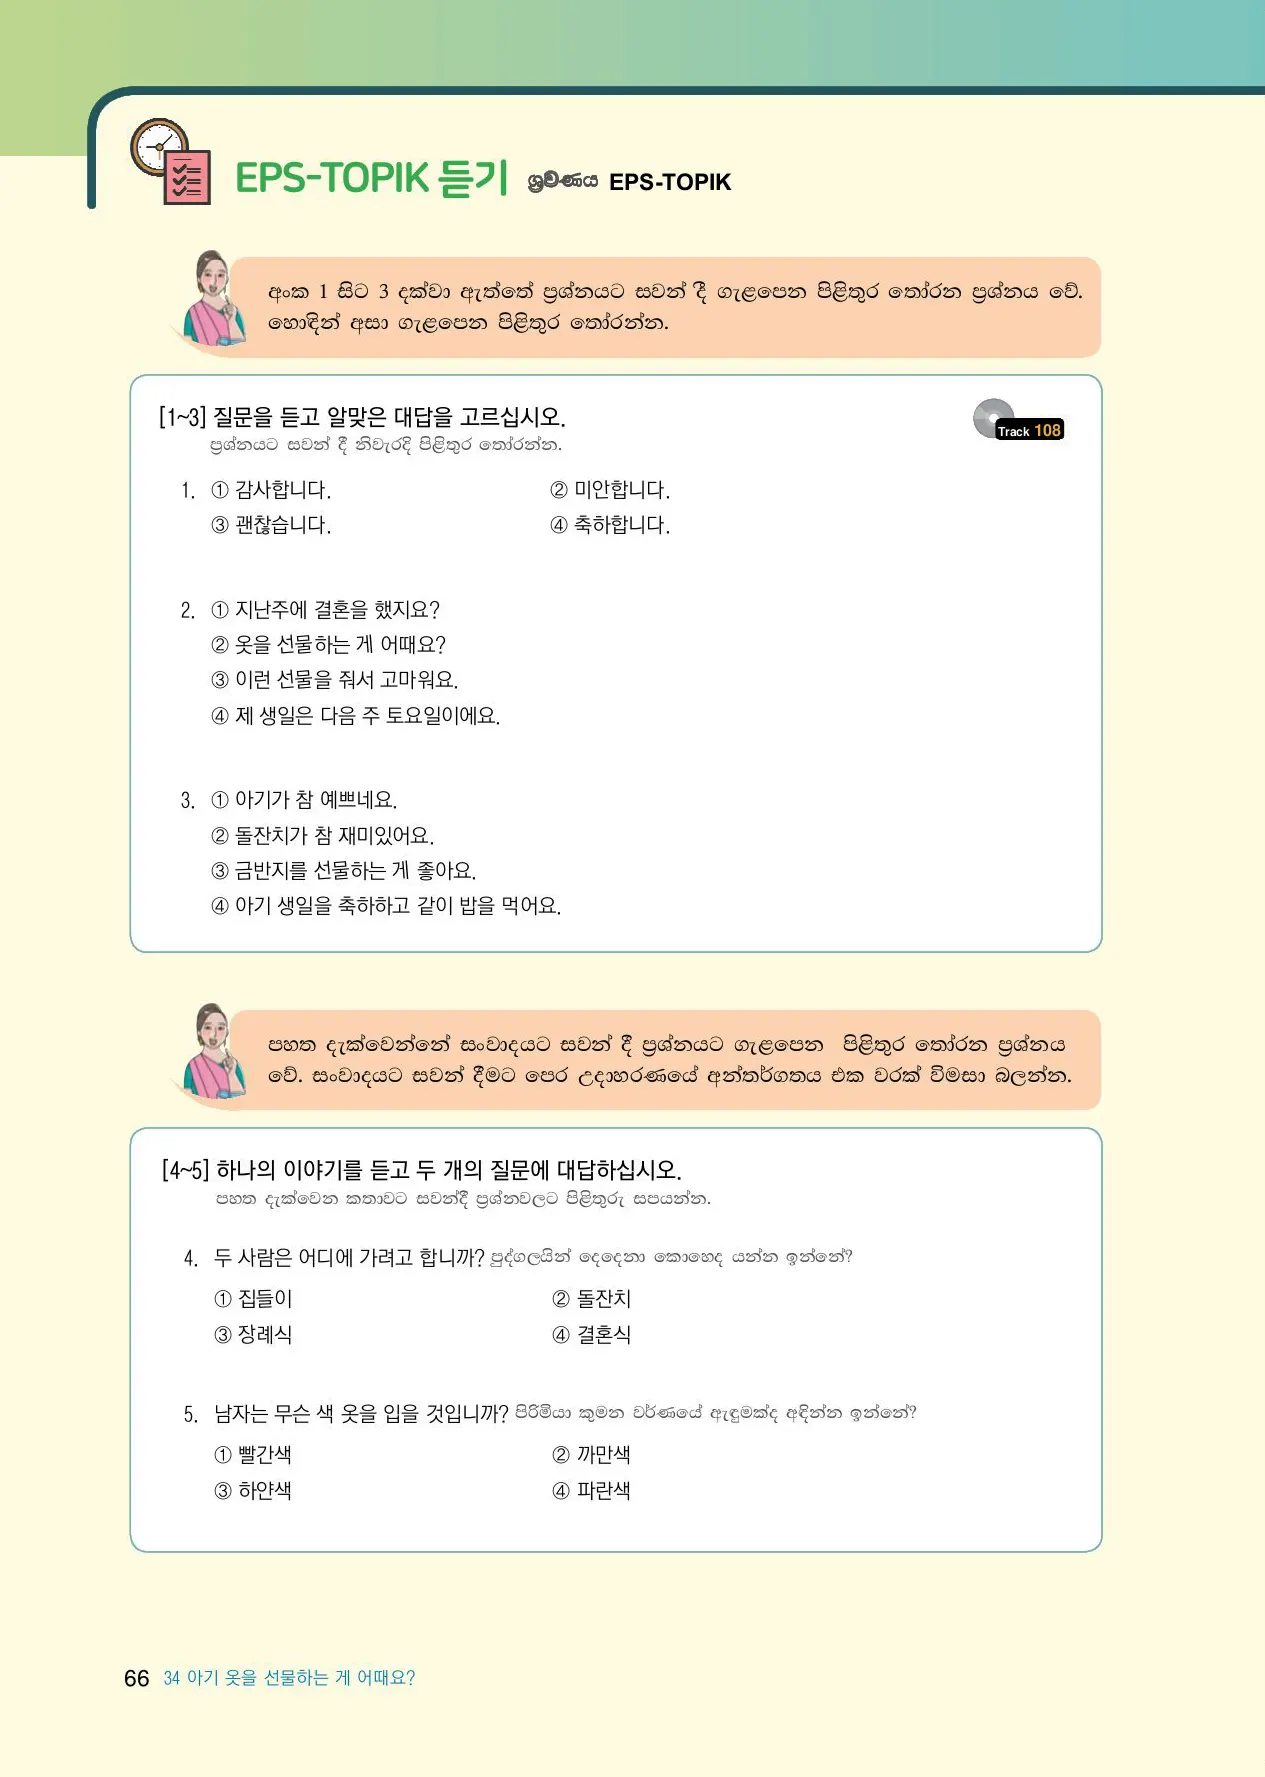 EPS-TOPIK 듣기 ශ්‍රවණය EPS-TOPIK
අංක 1 සිට 3 දක්වා ඇත්තේ ප්‍රශ්නයට සවන් දී ගැළපෙන පිළිතුර තෝරන ප්‍රශ්නය වේ.
හොඳින් අසා ගැළපෙන පිළිතුර තෝරන්න.
[1~3] 질문을 듣고 알맞은 대답을 고르십시오.
Track 108
ප්‍රශ්නයට සවන් දී නිවැරදි පිළිතුර තෝරන්න.
1. ① 감사합니다. ② 미안합니다.
③ 괜찮습니다. ④ 축하합니다.
2. ① 지난주에 결혼을 했지요?
② 옷을 선물하는 게 어때요?
③ 이런 선물을 줘서 고마워요.
④ 제 생일은 다음 주 토요일이에요.
3. ① 아기가 참 예쁘네요.
② 돌잔치가 참 재미있어요.
③ 금반지를 선물하는 게 좋아요.
④ 아기 생일을 축하하고 같이 밥을 먹어요.
පහත දැක්වෙන්නේ සංවාදයට සවන් දී ප්‍රශ්නයට ගැළපෙන පිළිතුර තෝරන ප්‍රශ්නය
වේ. සංවාදයට සවන් දීමට පෙර උදාහරණයේ අන්තර්ගතය එක වරක් විමසා බලන්න.
[4~5] 하나의 이야기를 듣고 두 개의 질문에 대답하십시오.
පහත දැක්වෙන කතාවට සවන්දී ප්‍රශ්නවලට පිළිතුරු සපයන්න.
4. 두 사람은 어디에 가려고 합니까? පුද්ගලයින් දෙදෙනා කොහෙද යන්න ඉන්නේ?
① 집들이 ② 돌잔치
③ 장례식 ④ 결혼식
5. 남자는 무슨 색 옷을 입을 것입니까? පිරිමියා කුමන වර්ණයේ ඇඳුමක්ද අඳින්න ඉන්නේ?
① 빨간색 ② 까만색
③ 하얀색 ④ 파란색
66 34 아기 옷을 선물하는 게 어때요?